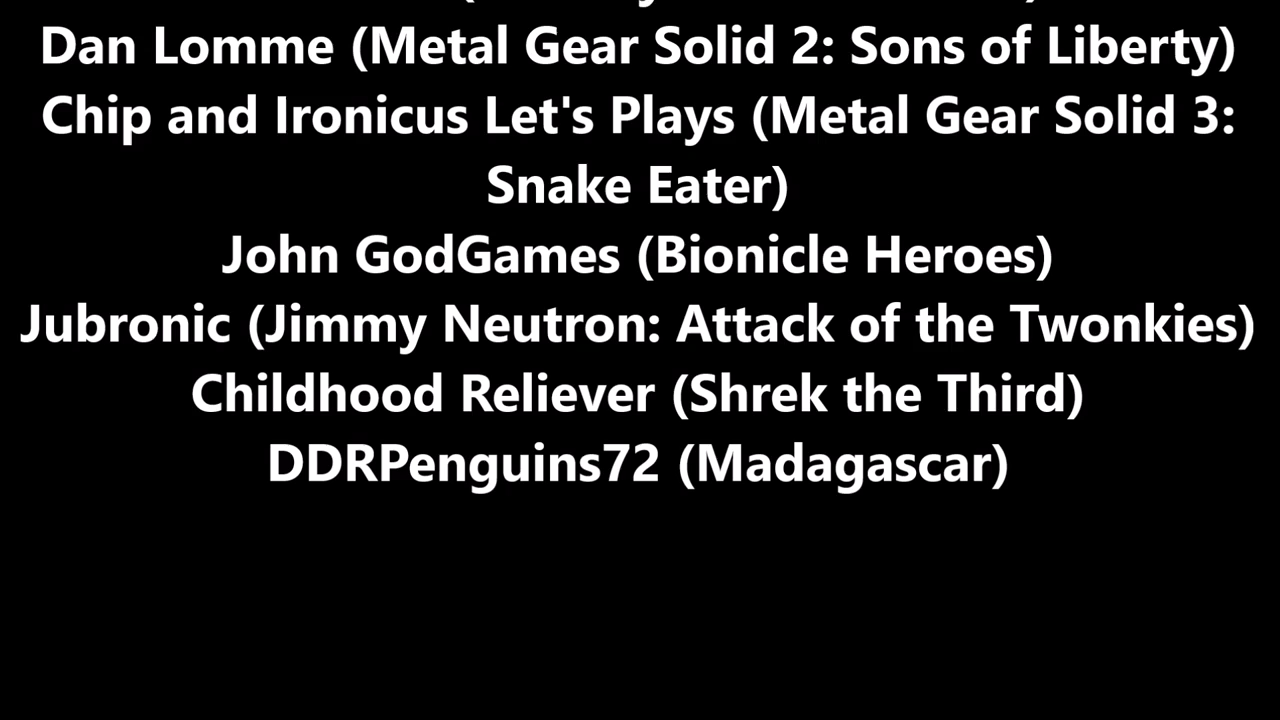 Dan Lomme (Metal Gear Solid 2: Sons of Liberty)
Chip and Ironicus Let's Plays (Metal Gear Solid 3:
Snake Eater)
John GodGames (Bionicle Heroes)
Jubronic (Jimmy Neutron: Attack of the Twonkies)
Childhood Reliever (Shrek the Third)
DDRPenguins72 (Madagascar)